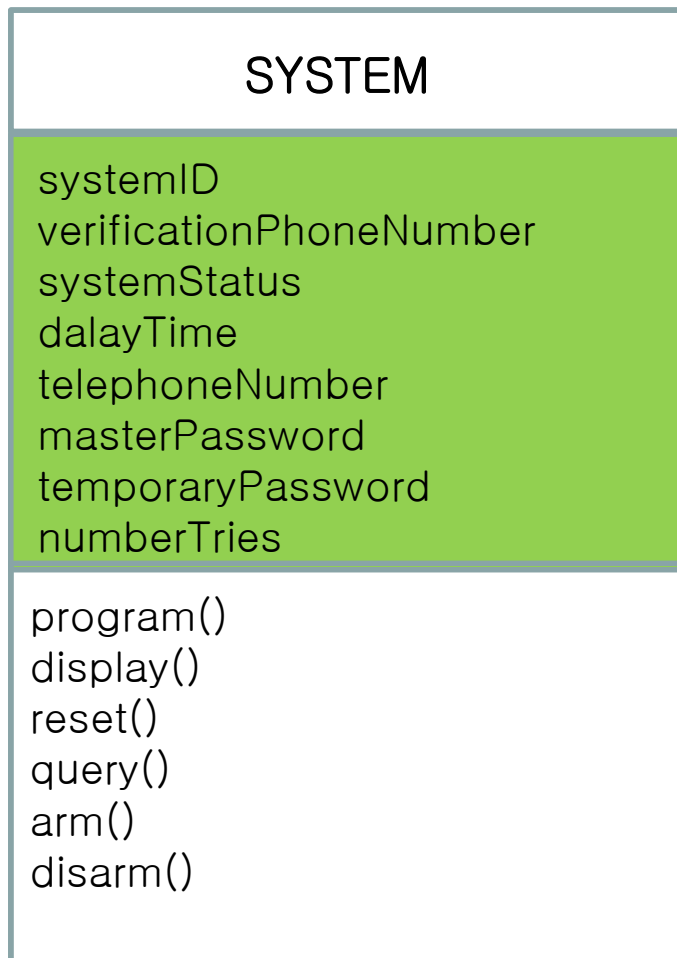 SYSTEM
systemID
verificationPhoneNumber
systemStatus
dalayTime
telephoneNumber
masterPassword
temporaryPassword
numberTries
program()
display()
reset()
query()
arm()
disarm()